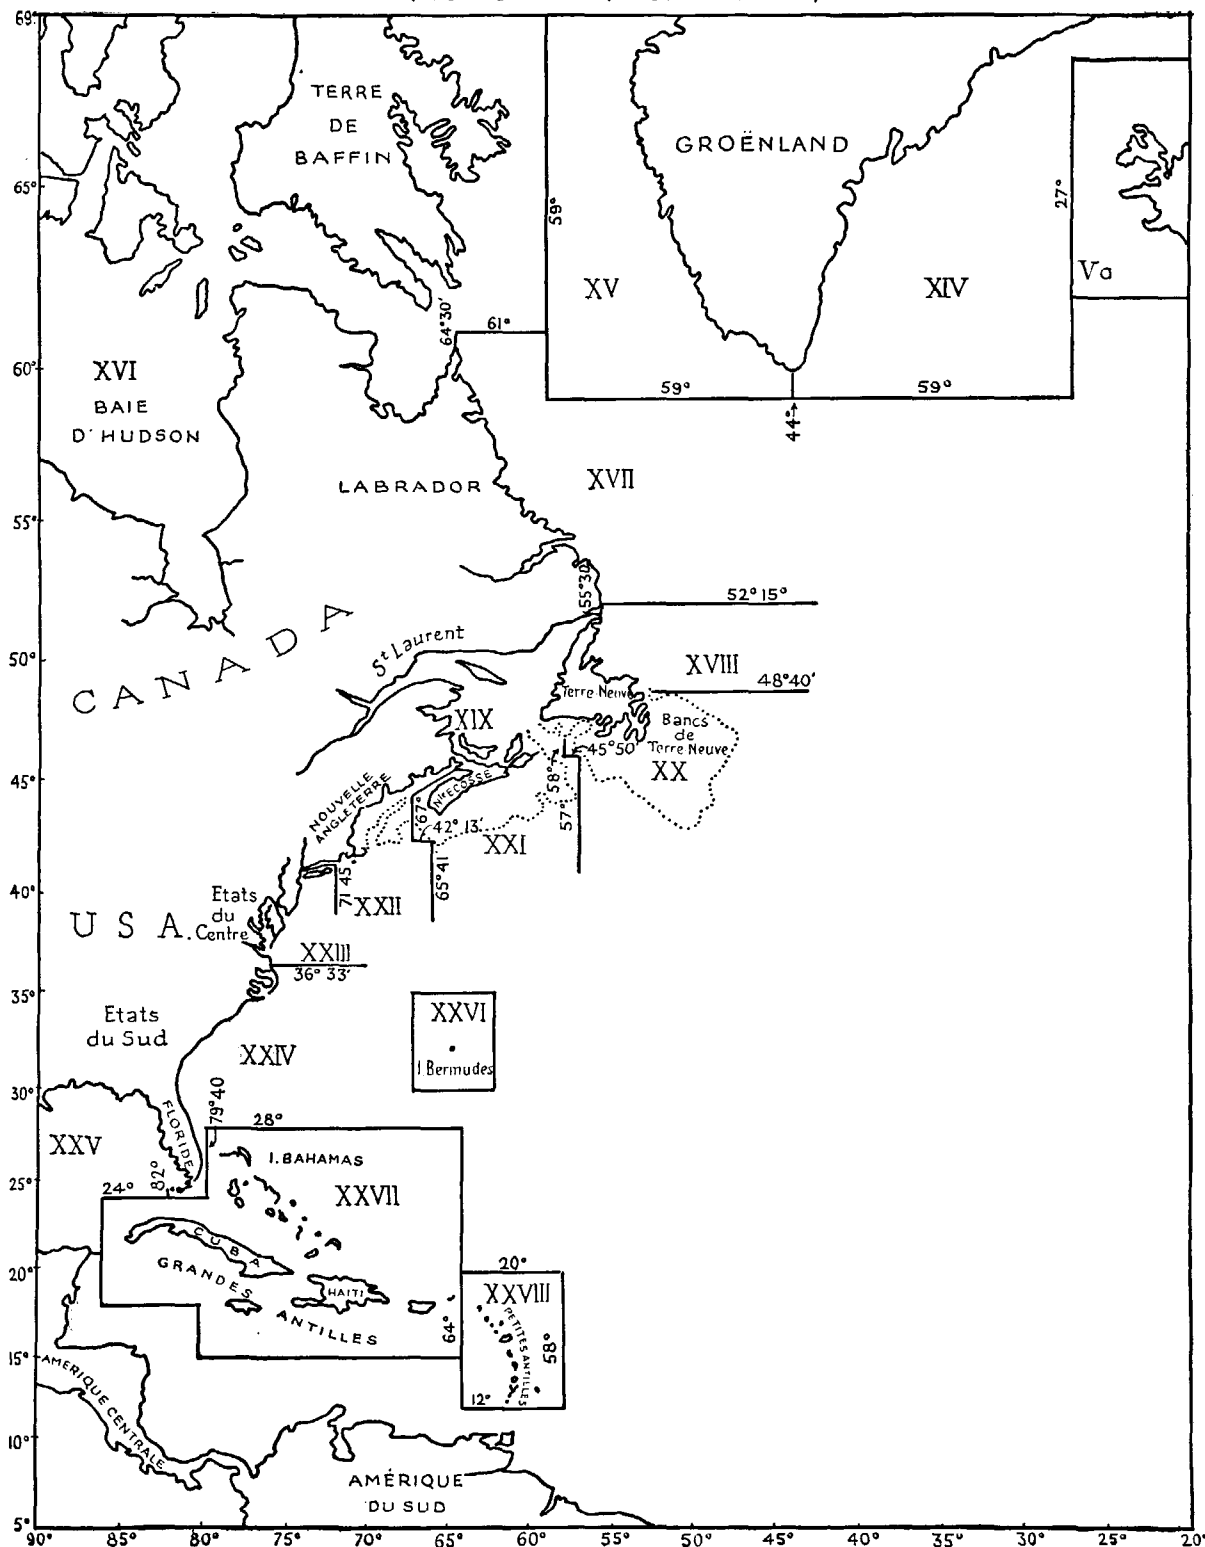 69°
TERRE
DE
BAFFIN
GROËNLAND
65°
59°
27°
XV
XIV
Va
64°30'
61°
60°
XVI
BAIE
D'HUDSON
59°
59°
44°
LABRADOR
XVII
55°
55°30'
52°15°
CANADA
St Laurent
50°
XVIII
48°40'
Terre Neuve
Bancs
de
Terre Neuve
XIX
45°50'
XX
45°
NOUVELLE
ANGLETERRE
Nlle ECOSSE
58°
57°
67°
42° 13'
XXI
65°41
71 45
40°
Etats
du
Centre
XXII
USA.
XXIII
36° 33'
35°
Etats
du Sud
XXVI
I. Bermudes
XXIV
30°
79°40
FLORIDE
28°
XXV
I. BAHAMAS
82°
25°
24°
XXVII
CUBA
20°
20°
GRANDES
ANTILLES
HAITI
XXVIII
PETITES ANTILLES
64°
58°
15°
12°
AMÉRIQUE CENTRALE
10°
AMÉRIQUE
DU SUD
5°
90° 85° 80° 75° 70° 65° 60° 55° 50° 45° 40° 35° 30° 25° 20°